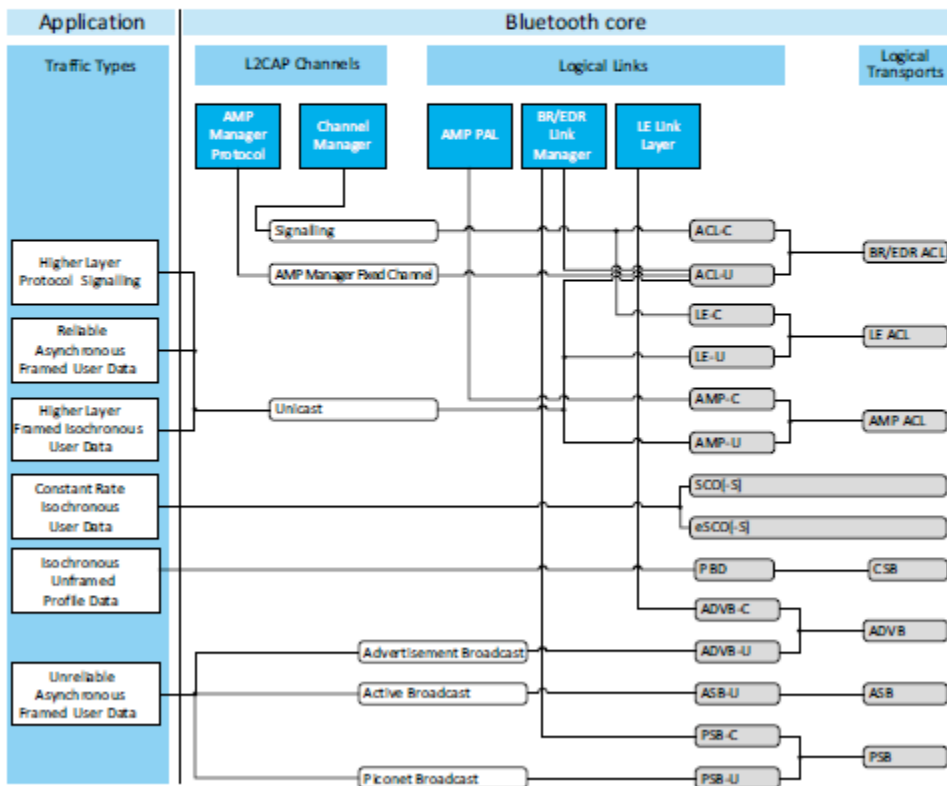 Application
Bluetooth core
Traffic Types
L2CAP Channels
Logical Links
Logical
Transports
AMP
Manager
Protocol
Channel
Manager
AMP PAL
BR/EDR
Link
Manager
LE Link
Layer
Signalling
ACL-C
Higher Layer
Protocol Signalling
BR/EDR ACL
AMP Manager Fixed Channel
ACL-U
LE-C
Reliable
Asynchronous
Framed User Data
LE ACL
LE-U
Higher Layer
Framed Isochronous
User Data
Unicast
AMP-C
AMP ACL
AMP-U
Constant Rate
Isochronous
User Data
SCO(-S)
eSCO(-S)
Isochronous
Unframed
Profile Data
PBD
CSB
ADVB-C
ADVB
Advertisement Broadcast
ADVB-U
Unreliable
Asynchronous
Framed User Data
Active Broadcast
ASB-U
ASB
PSB-C
PSB
Piconet Broadcast
PSB-U